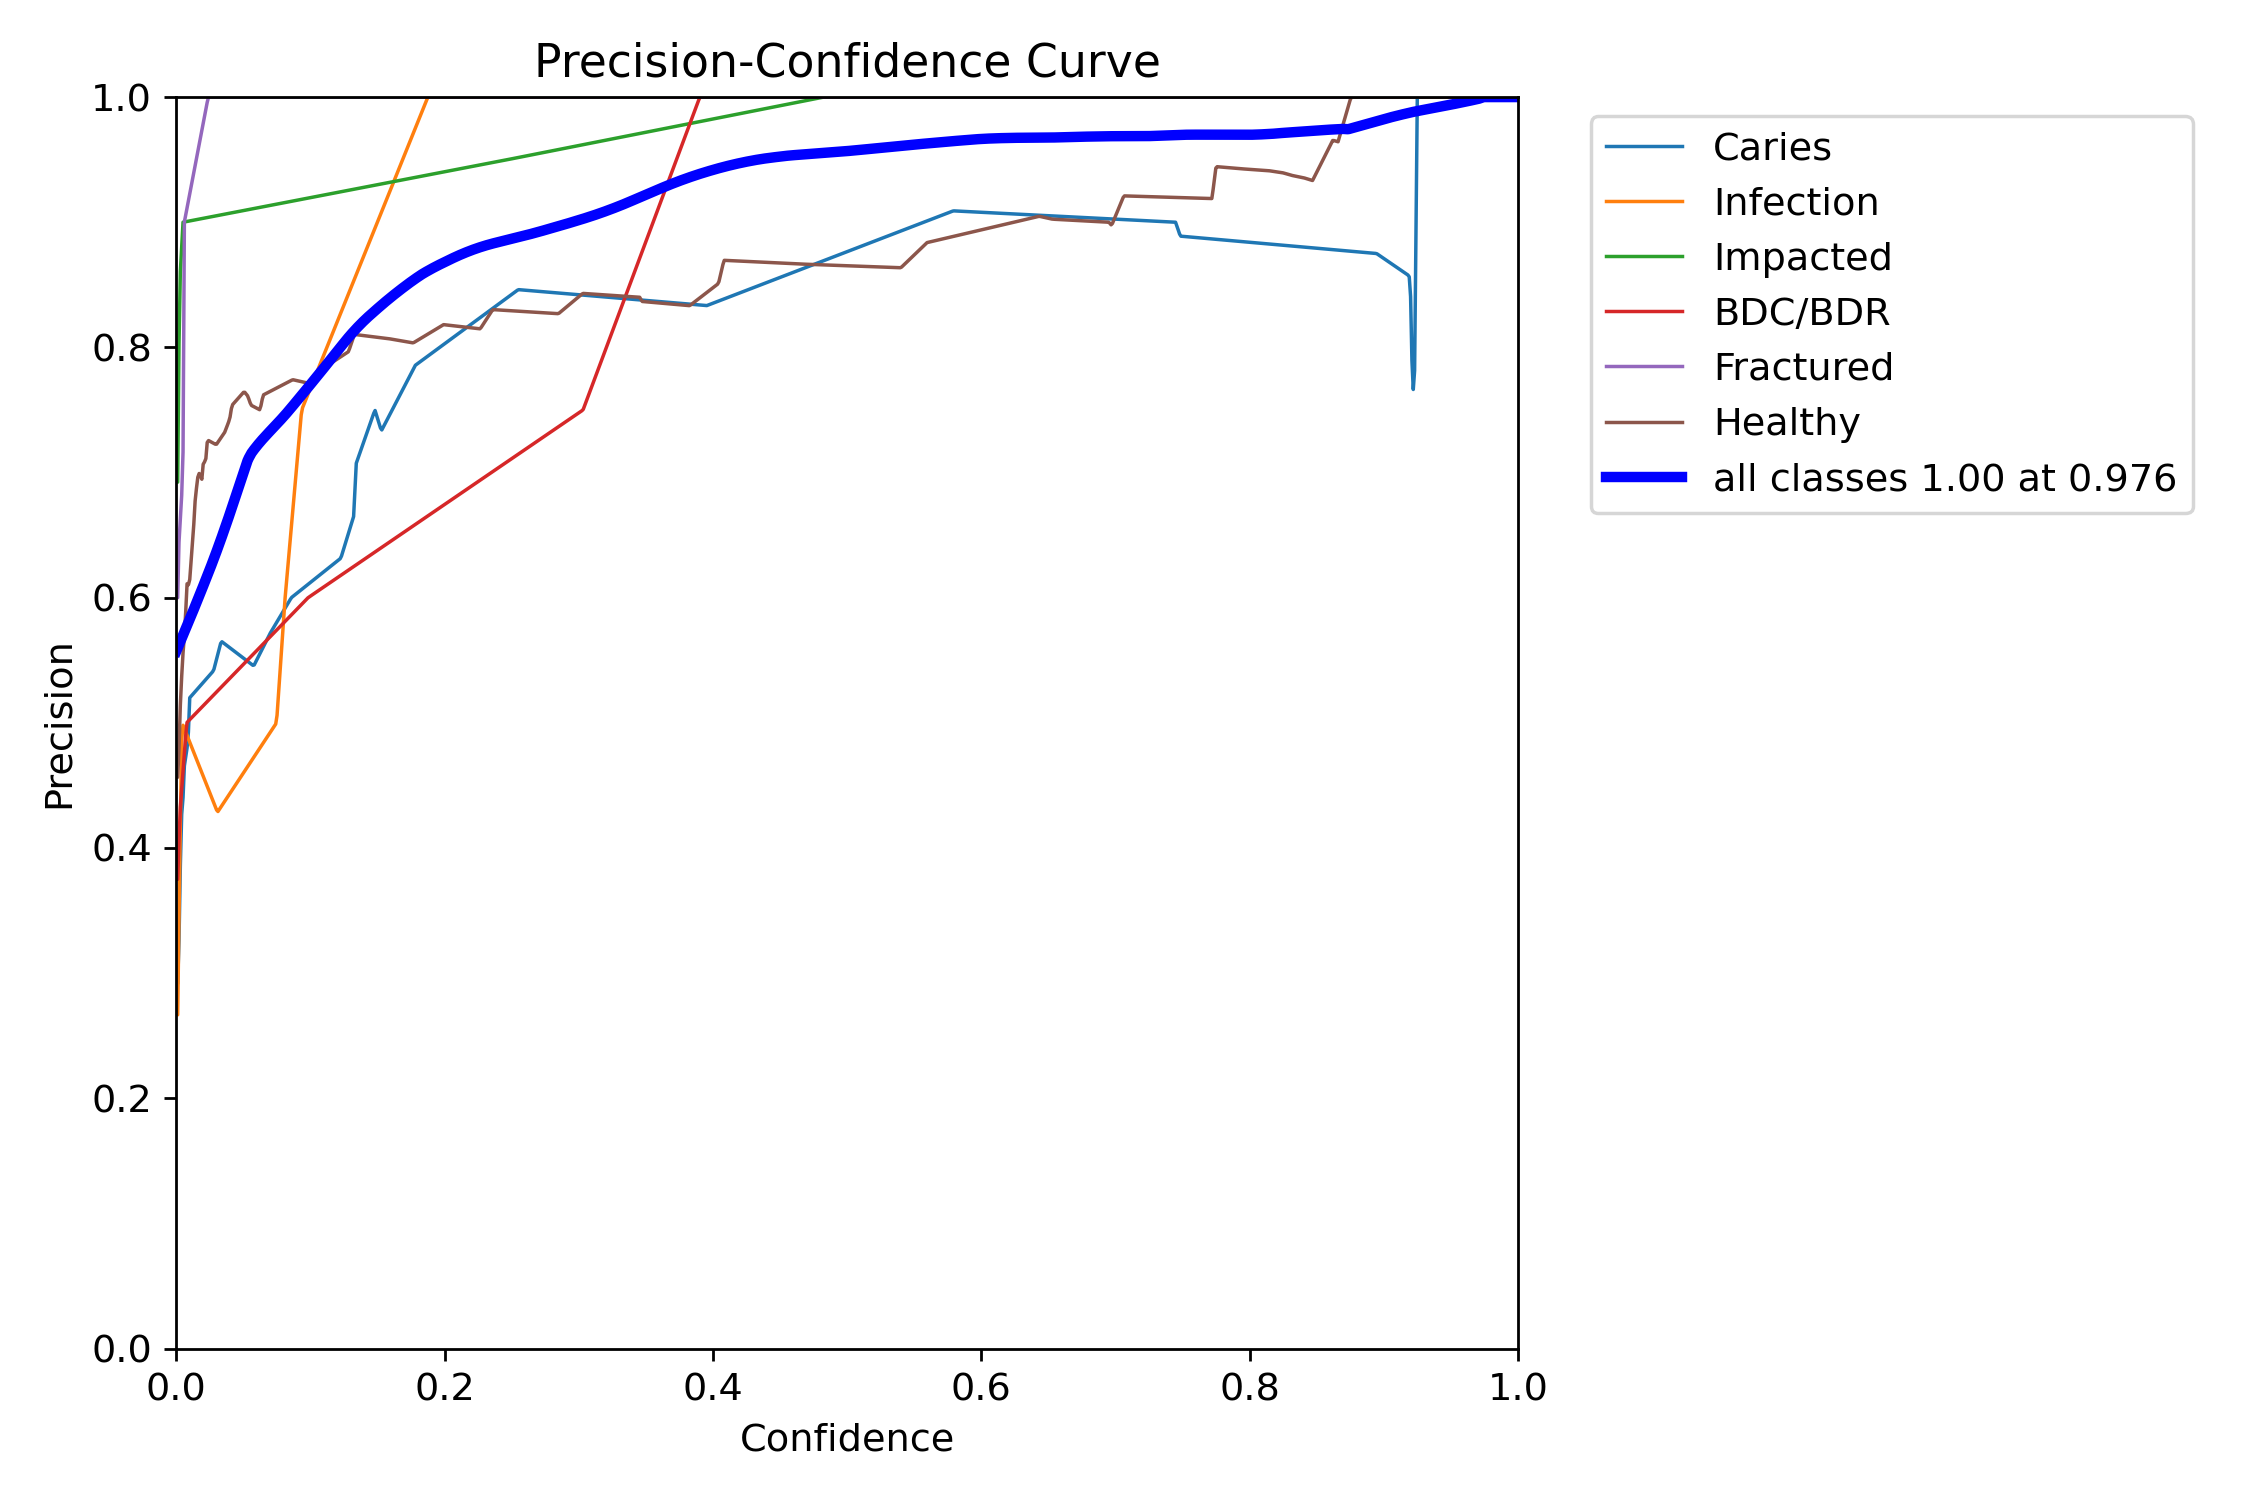 Precision-Confidence Curve
1.0
0.8
0.6
0.4
0.2
0.0
Precision
0.0 0.2 0.4 0.6 0.8 1.0
Confidence
Caries
Infection
Impacted
BDC/BDR
Fractured
Healthy
all classes 1.00 at 0.976